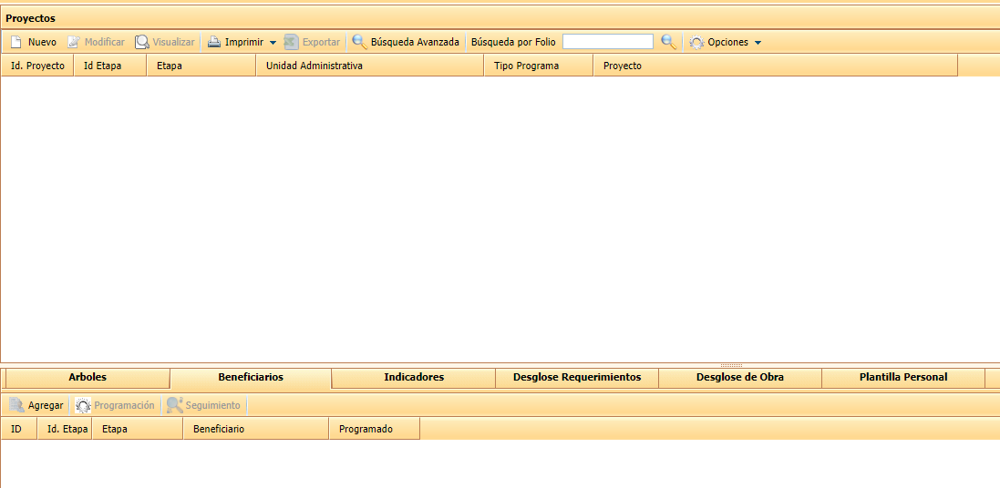 Proyectos
Nuevo Modificar Visualizar Imprimir Exportar Búsqueda Avanzada Búsqueda por Folio Opciones
Id. Proyecto Id Etapa Etapa Unidad Administrativa Tipo Programa Proyecto
Arboles Beneficiarios Indicadores Desglose Requerimientos Desglose de Obra Plantilla Personal
Agregar Programación Seguimiento
ID Id. Etapa Etapa Beneficiario Programado